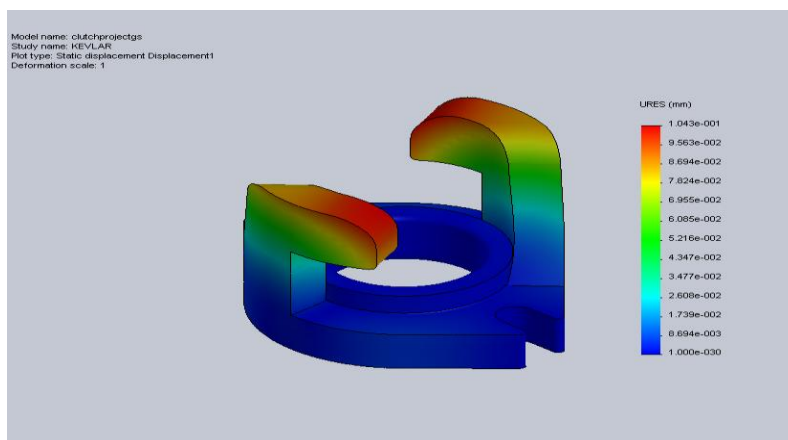 Model name: clutchprojectgs
Study name: KEVLAR
Plot type: Static displacement Displacement1
Deformation scale: 1
URES (mm)
1.043e-001
9.563e-002
8.694e-002
7.824e-002
6.955e-002
6.085e-002
5.216e-002
4.347e-002
3.477e-002
2.608e-002
1.739e-002
8.694e-003
1.000e-030